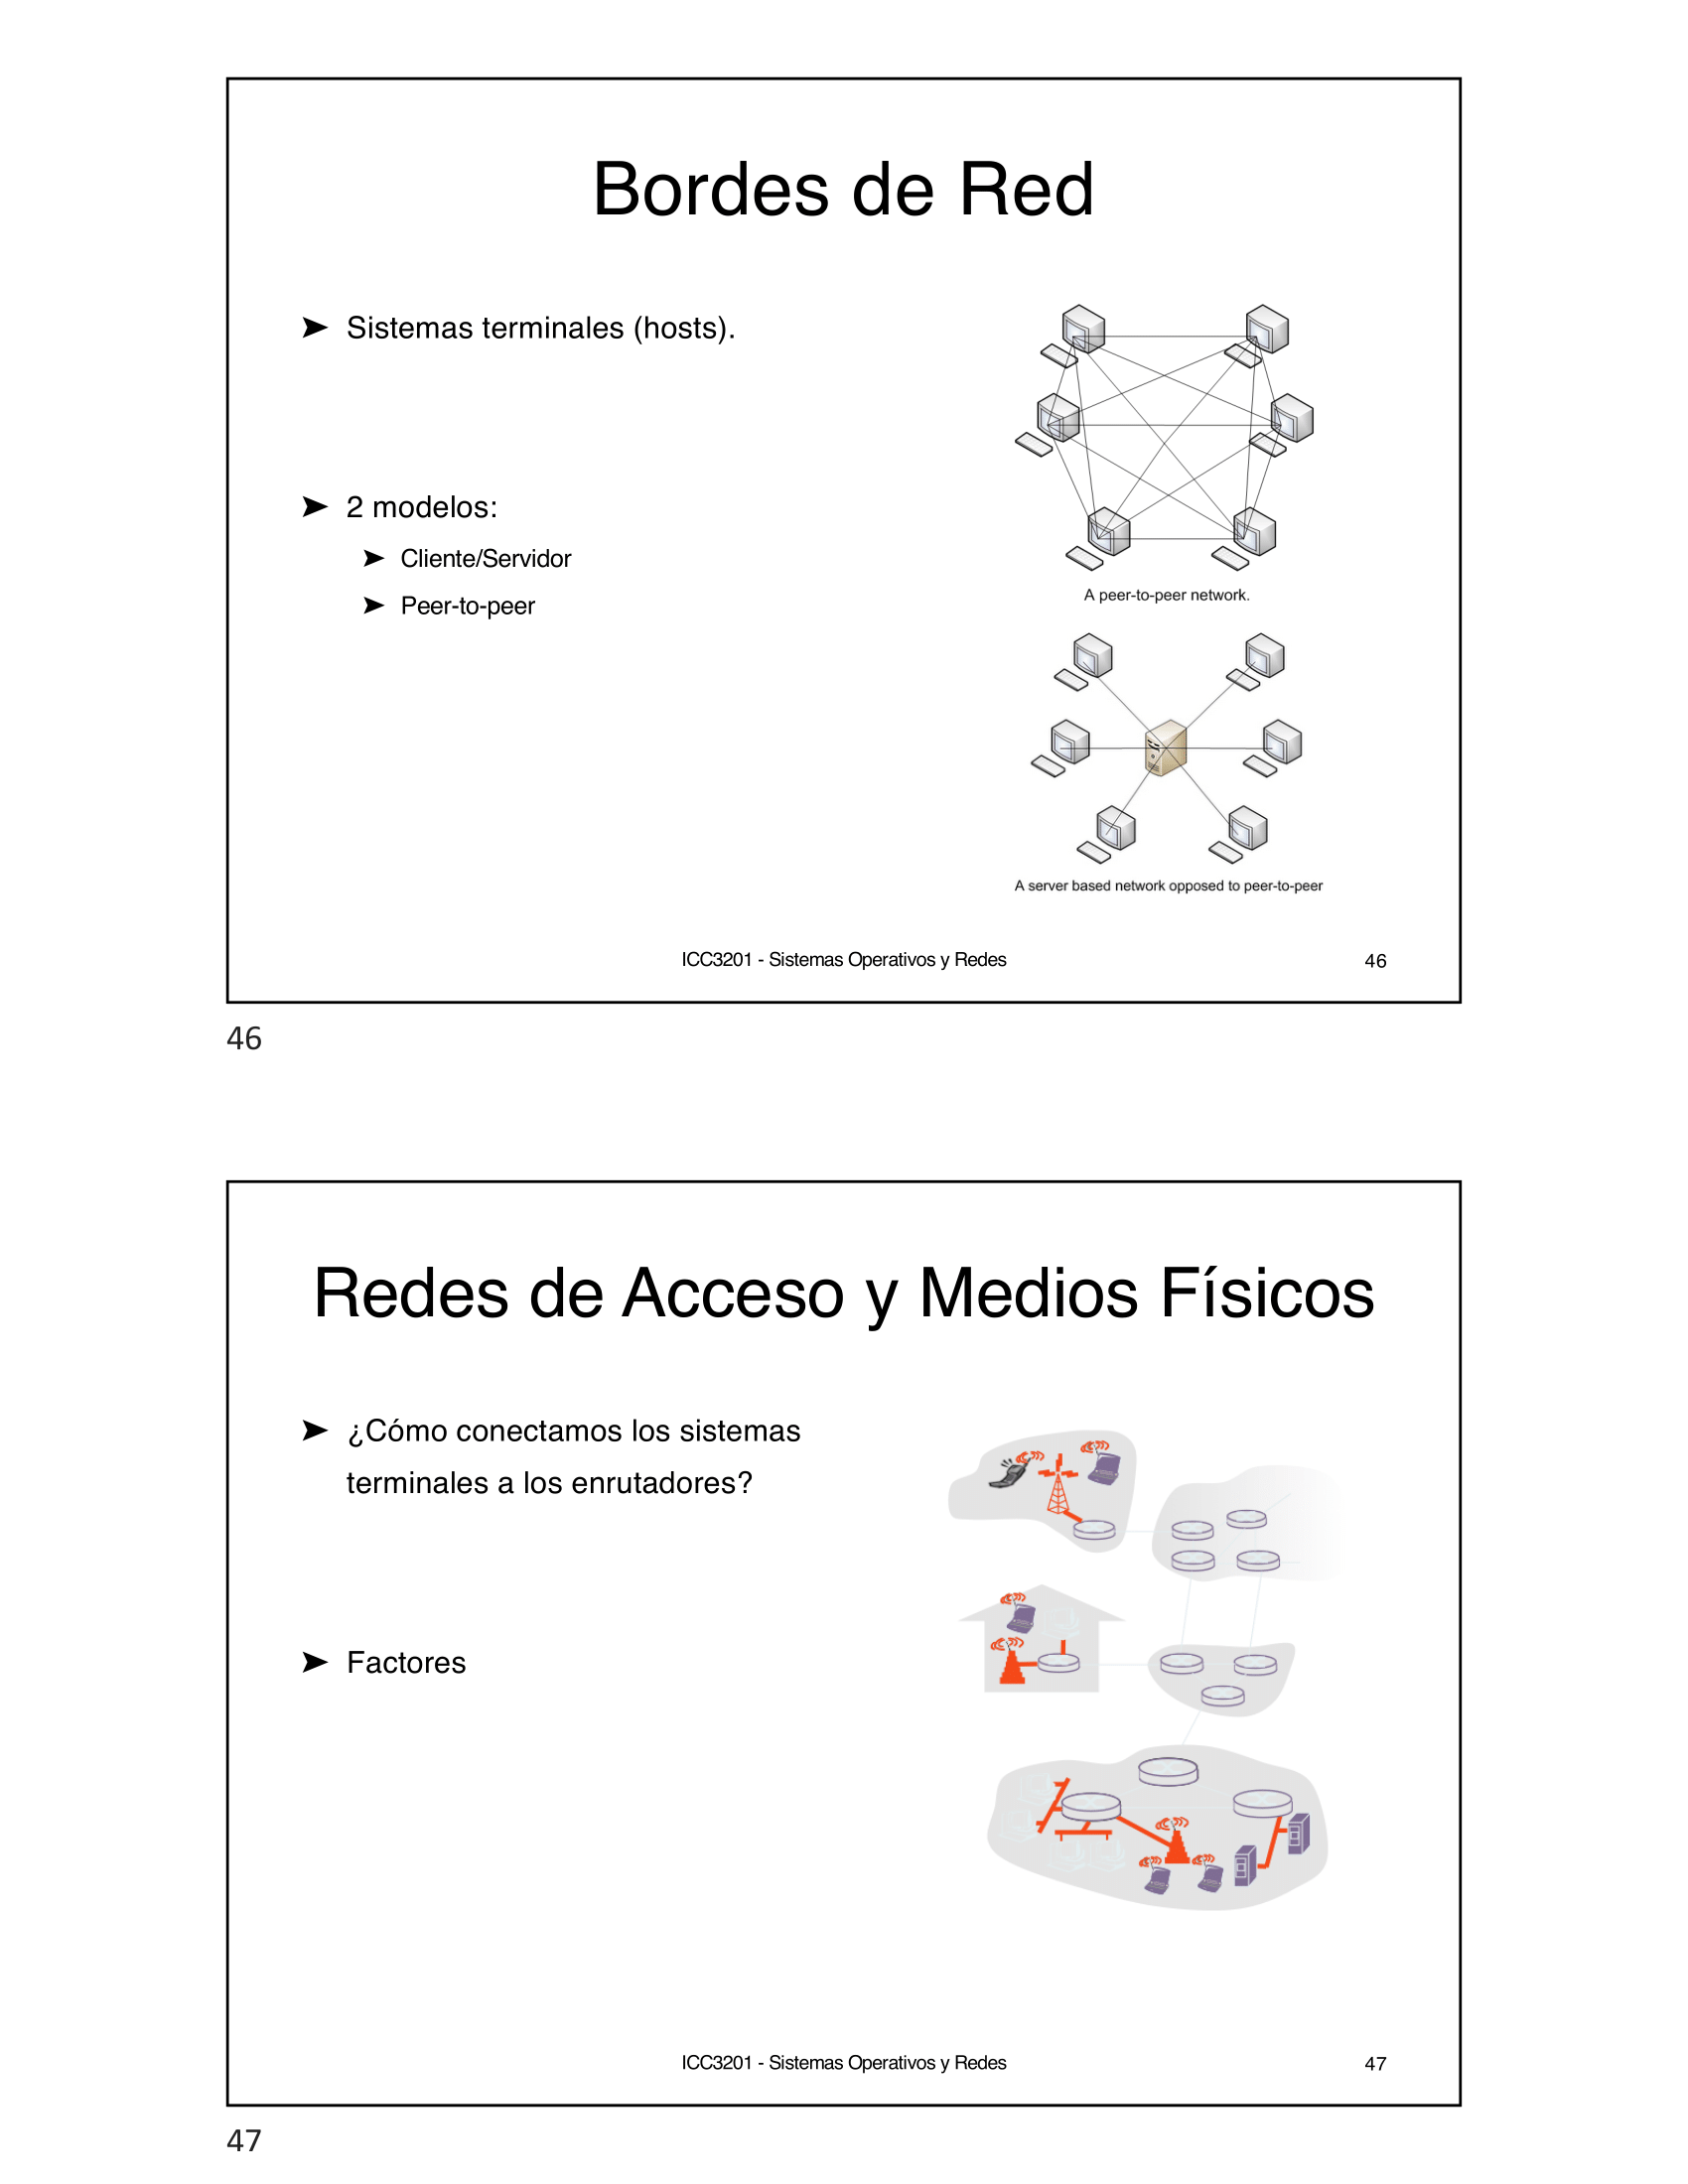 Bordes de Red
➤ Sistemas terminales (hosts).
➤ 2 modelos:
➤ Cliente/Servidor
➤ Peer-to-peer
A peer-to-peer network.
A server based network opposed to peer-to-peer
ICC3201 - Sistemas Operativos y Redes
46
46
Redes de Acceso y Medios Físicos
➤ ¿Cómo conectamos los sistemas
terminales a los enrutadores?
➤ Factores
ICC3201 - Sistemas Operativos y Redes
47
47